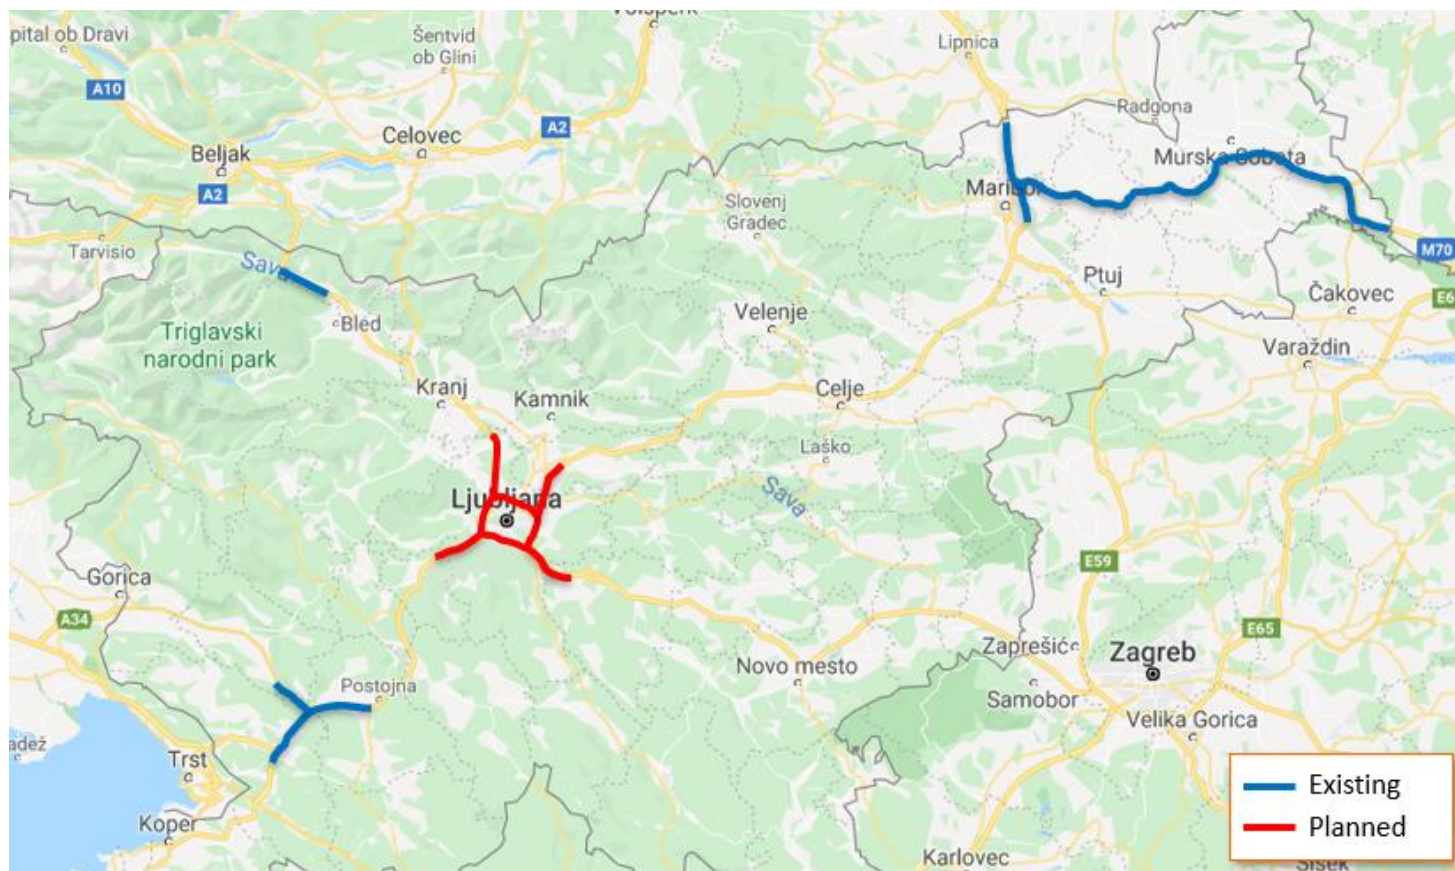 pital ob Dravi
Šentvid
ob Glini
Lipnica
A10
Radgona
Celovec
A2
Beljak
Murska Sobota
A2
Maribor
Slovenj
Gradec
Tarvisio
Sava
M70
Ptuj
Čakovec
E6
Velenje
Bled
Triglavski
narodni park
Varaždin
Kranj
Kamnik
Celje
Laško
Ljubljana
Sava
E59
Gorica
A34
E65
Zaprešić
Zagreb
Novo mesto
Postojna
Samobor
Velika Gorica
adež
Trst
Koper
Karlovec
Existing
Planned